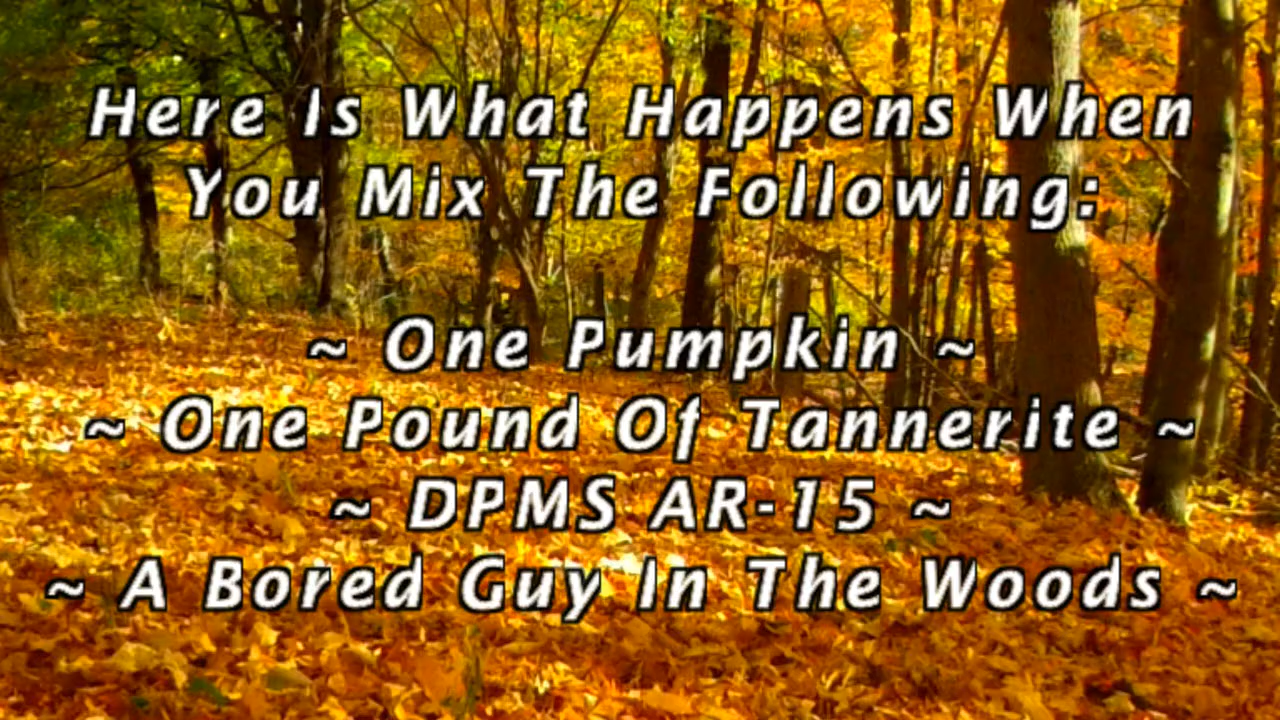 Here Is What Happens When
You Mix The Following:
~ One Pumpkin ~
~ One Pound Of Tannerite ~
~ DPMS AR-15 ~
~ A Bored Guy In The Woods ~